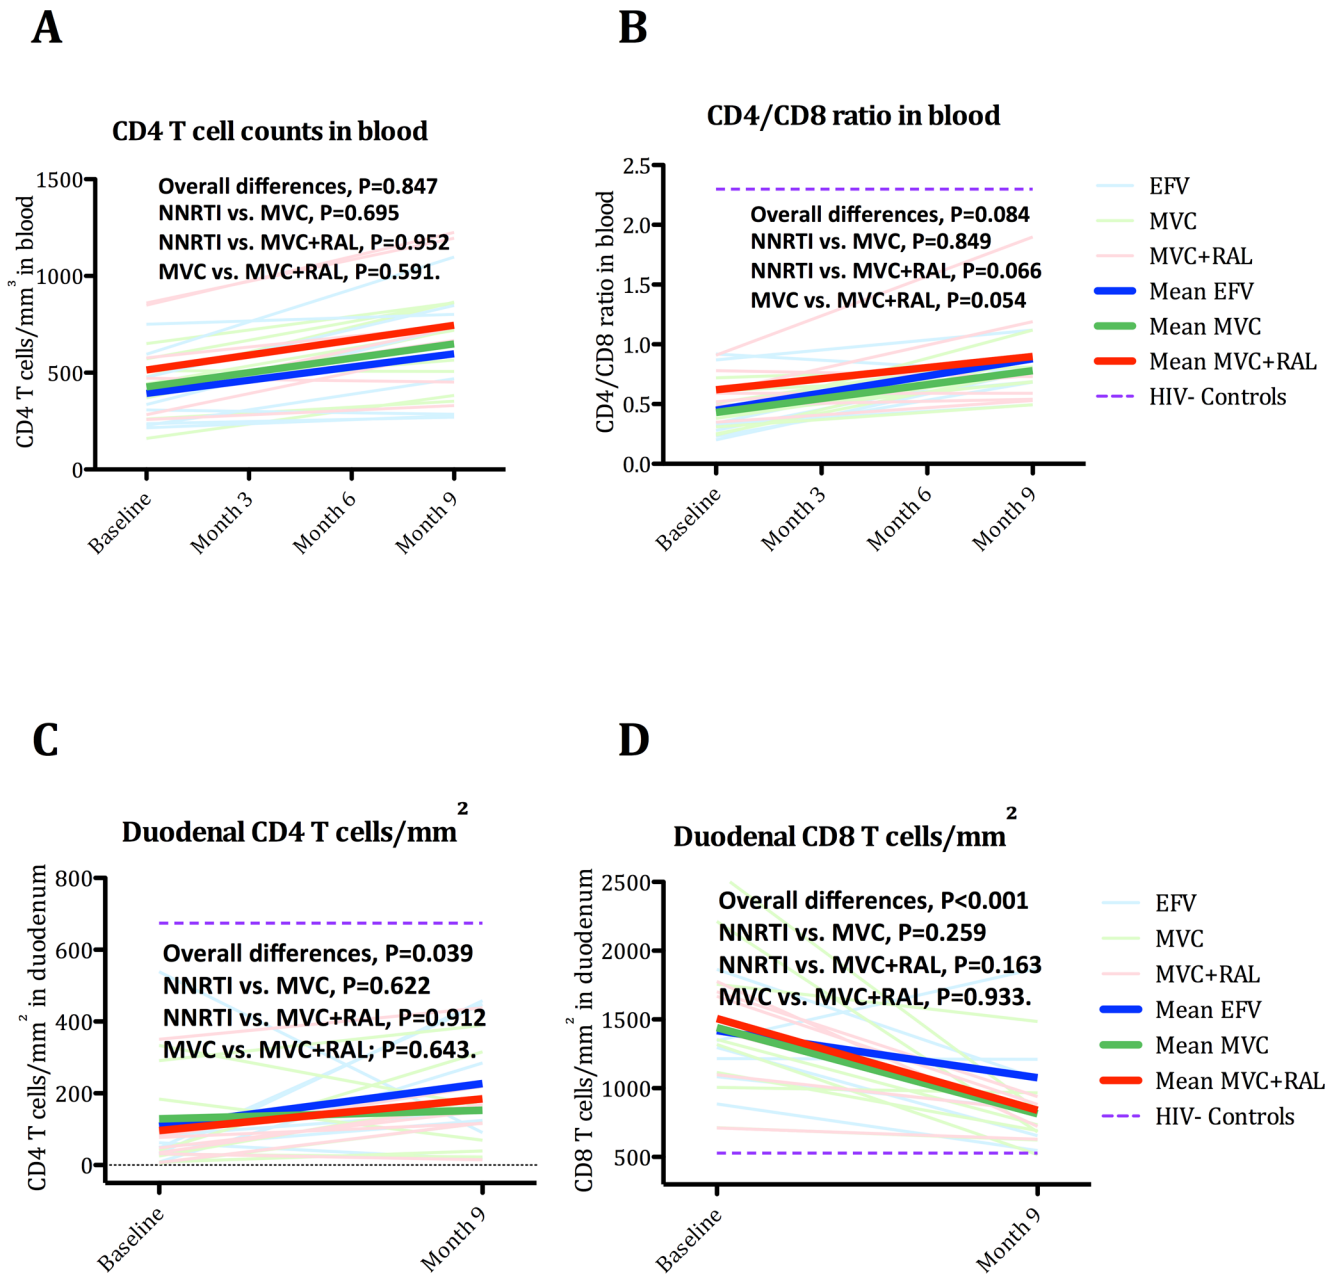 A
CD4 T cell counts in blood
CD4 T cells/mm³ in blood
1500
1000
500
0
Overall differences, P=0.847
NNRTI vs. MVC, P=0.695
NNRTI vs. MVC+RAL, P=0.952
MVC vs. MVC+RAL, P=0.591.
Baseline
Month 3
Month 6
Month 9
B
CD4/CD8 ratio in blood
CD4/CD8 ratio in blood
2.5
2.0
1.5
1.0
0.5
0.0
Overall differences, P=0.084
NNRTI vs. MVC, P=0.849
NNRTI vs. MVC+RAL, P=0.066
MVC vs. MVC+RAL, P=0.054
Baseline
Month 3
Month 6
Month 9
EFV
MVC
MVC+RAL
Mean EFV
Mean MVC
Mean MVC+RAL
HIV- Controls
C
Duodenal CD4 T cells/mm²
CD4 T cells/mm² in duodenum
800
600
400
200
0
Overall differences, P=0.039
NNRTI vs. MVC, P=0.622
NNRTI vs. MVC+RAL, P=0.912
MVC vs. MVC+RAL; P=0.643.
Baseline
Month 9
D
Duodenal CD8 T cells/mm²
CD8 T cells/mm² in duodenum
2500
2000
1500
1000
500
Overall differences, P<0.001
NNRTI vs. MVC, P=0.259
NNRTI vs. MVC+RAL, P=0.163
MVC vs. MVC+RAL, P=0.933.
Baseline
Month 9
EFV
MVC
MVC+RAL
Mean EFV
Mean MVC
Mean MVC+RAL
HIV- Controls